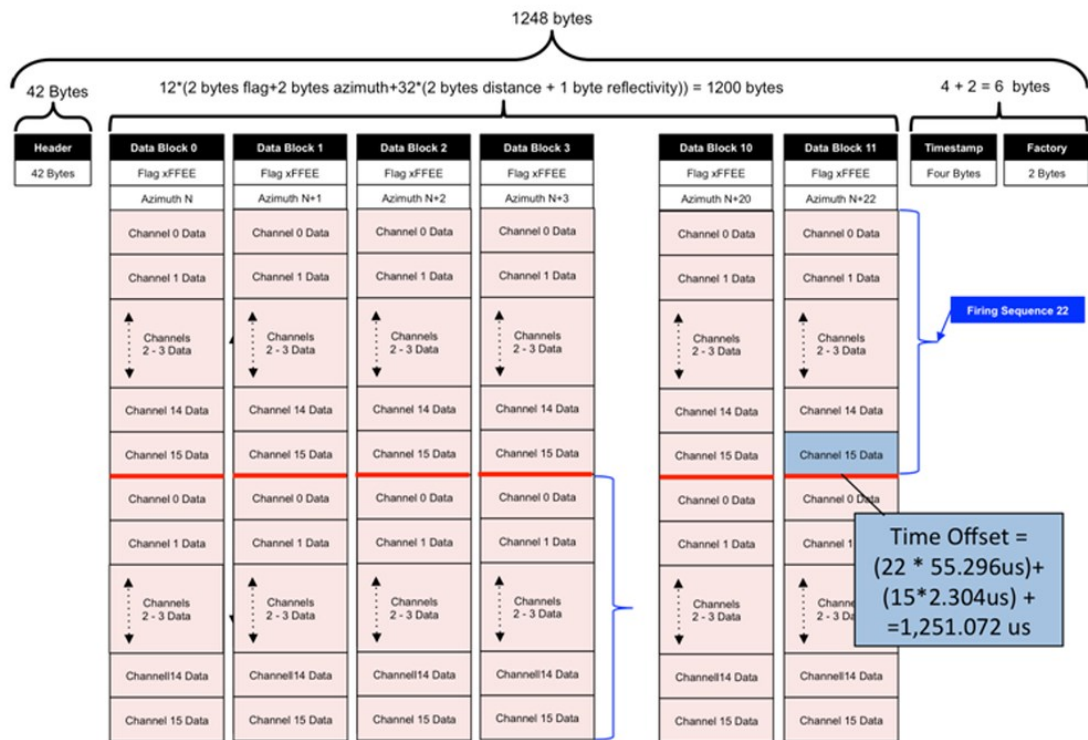 1248 bytes
42 Bytes
12*(2 bytes flag+2 bytes azimuth+32*(2 bytes distance + 1 byte reflectivity)) = 1200 bytes
4 + 2 = 6 bytes
Header
42 Bytes
Data Block 0
Flag xFFEE
Azimuth N
Channel 0 Data
Channel 1 Data
Channels
2 - 3 Data
Channel 14 Data
Channel 15 Data
Channel 0 Data
Channel 1 Data
Channels
2 - 3 Data
Channell14 Data
Channel 15 Data
Data Block 1
Flag xFFEE
Azimuth N+1
Channel 0 Data
Channel 1 Data
Channels
2 - 3 Data
Channel 14 Data
Channel 15 Data
Channel 0 Data
Channel 1 Data
Channels
2 - 3 Data
Channell14 Data
Channel 15 Data
Data Block 2
Flag xFFEE
Azimuth N+2
Channel 0 Data
Channel 1 Data
Channels
2 - 3 Data
Channel 14 Data
Channel 15 Data
Channel 0 Data
Channel 1 Data
Channels
2 - 3 Data
Channell14 Data
Channel 15 Data
Data Block 3
Flag xFFEE
Azimuth N+3
Channel 0 Data
Channel 1 Data
Channels
2 - 3 Data
Channel 14 Data
Channel 15 Data
Channel 0 Data
Channel 1 Data
Channels
2 - 3 Data
Channell14 Data
Channel 15 Data
Data Block 10
Flag xFFEE
Azimuth N+20
Channel 0 Data
Channel 1 Data
Channels
2 - 3 Data
Channel 14 Data
Channel 15 Data
Channel 0 Data
Channel 1 Data
Channels
2 - 3 Data
Channell14 Data
Channel 15 Data
Data Block 11
Flag xFFEE
Azimuth N+22
Channel 0 Data
Channel 1 Data
Channels
2 - 3 Data
Channel 14 Data
Channel 15 Data
Channel 0 Data
Channel 1
Channels
2 - 3
Channell14 Data
Channel 15 Data
Timestamp
Four Bytes
Factory
2 Bytes
Firing Sequence 22
Time Offset =
(22 * 55.296us)+
(15*2.304us) +
=1,251.072 us